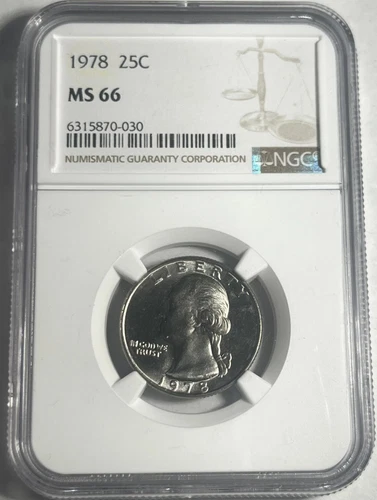 1978 25C
MS 66
6315870-030
NUMISMATIC GUARANTY CORPORATION
NGC
LIBERTY
IN GOD WE
TRUST
1978